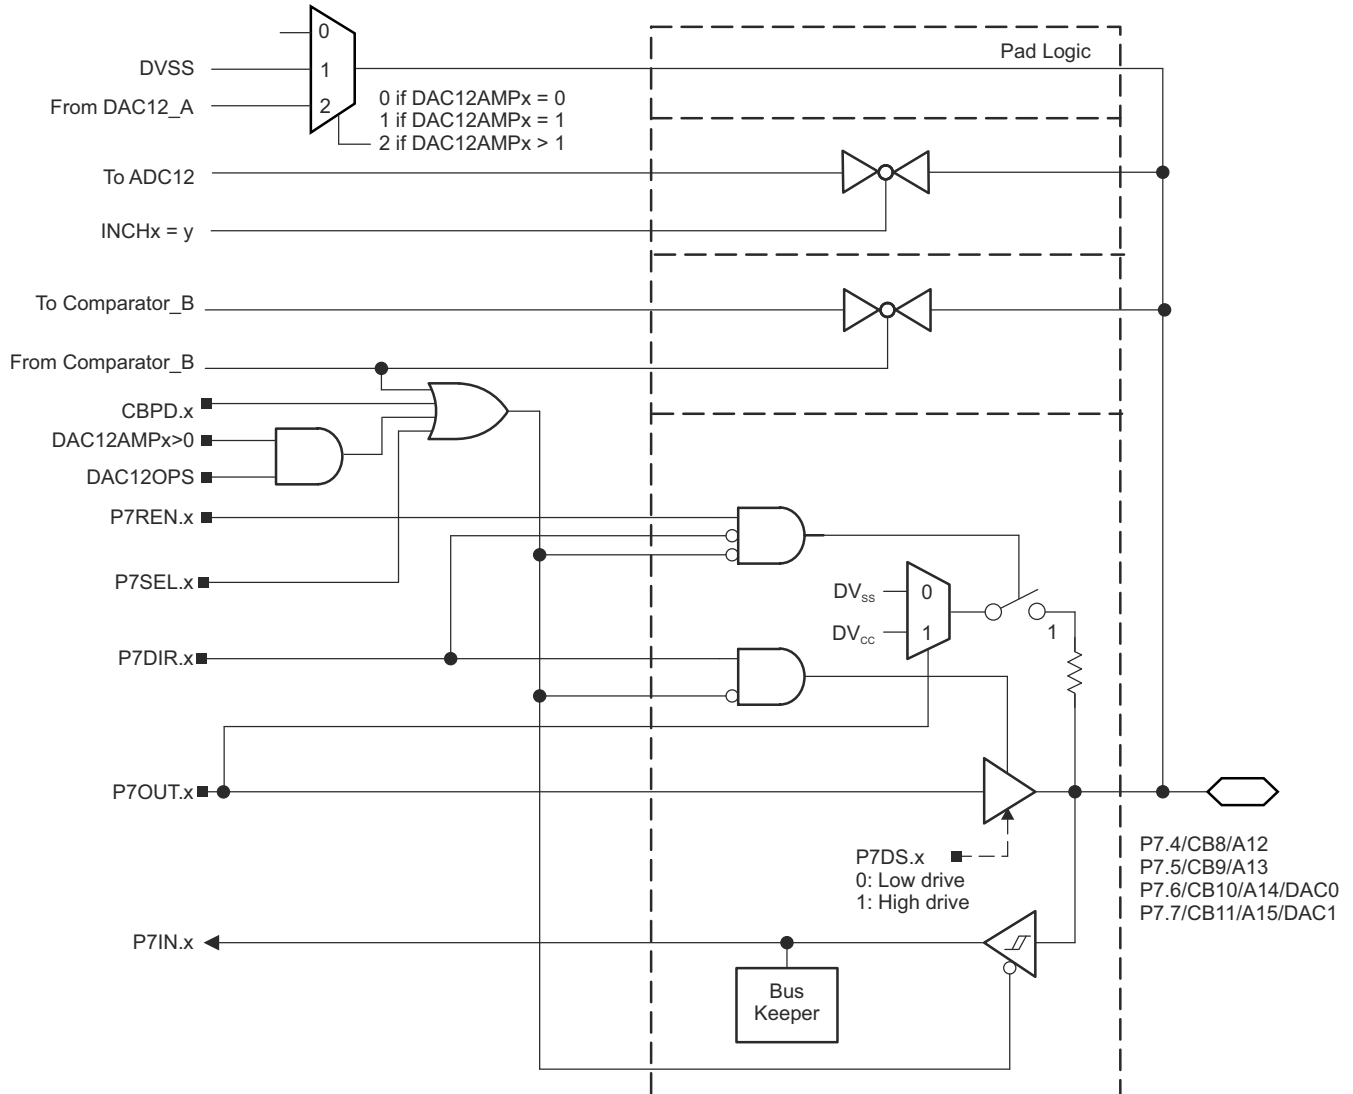 0
Pad Logic
DVSS
1
From DAC12_A
2
0 if DAC12AMPx = 0
1 if DAC12AMPx = 1
2 if DAC12AMPx > 1
To ADC12
INCHx = y
To Comparator_B
From Comparator_B
CBPD.x
DAC12AMPx>0
DAC12OPS
P7REN.x
P7SEL.x
DVSS
0
DVCC
1
1
P7DIR.x
P7OUT.x
P7DS.x
0: Low drive
1: High drive
P7.4/CB8/A12
P7.5/CB9/A13
P7.6/CB10/A14/DAC0
P7.7/CB11/A15/DAC1
P7IN.x
Bus
Keeper